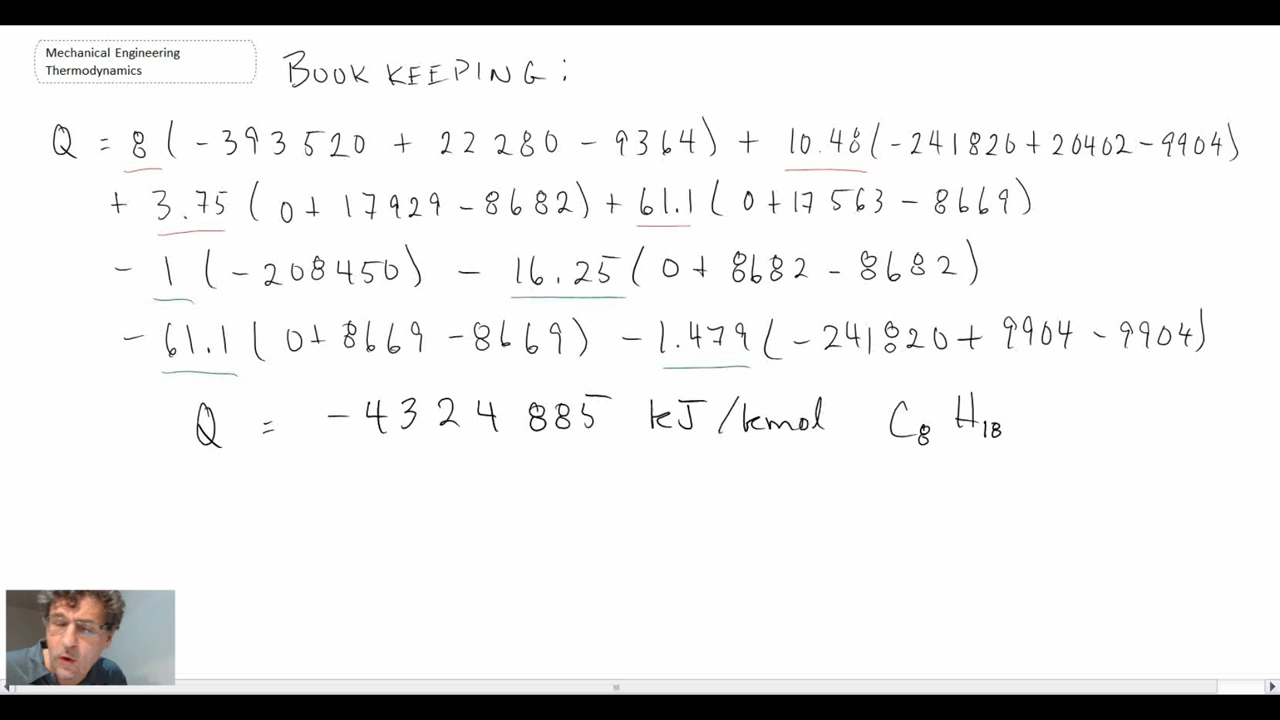 Mechanical Engineering
Thermodynamics
BOOK KEEPING :
Q = 8 ( - 393520 + 22280 - 9364 ) + 10.48 ( - 241820 + 20402 - 9904 )
+ 3.75 ( 0 + 17929 - 8682 ) + 61.1 ( 0 + 17563 - 8669 )
- 1 ( - 208450 ) - 16.25 ( 0 + 8682 - 8682 )
- 61.1 ( 0 + 8669 - 8669 ) - 1.479 ( - 241820 + 9904 - 9904 )
Q = - 4324885 kJ/kmol C₈H₁₈